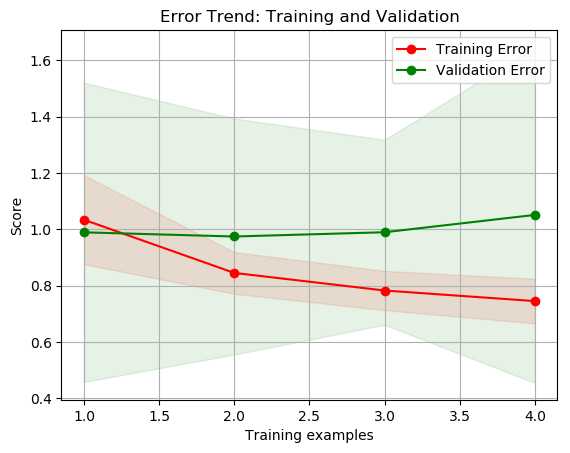 Error Trend: Training and Validation
Training Error
Validation Error
Score
1.6
1.4
1.2
1.0
0.8
0.6
0.4
1.0
1.5
2.0
2.5
3.0
3.5
4.0
Training examples